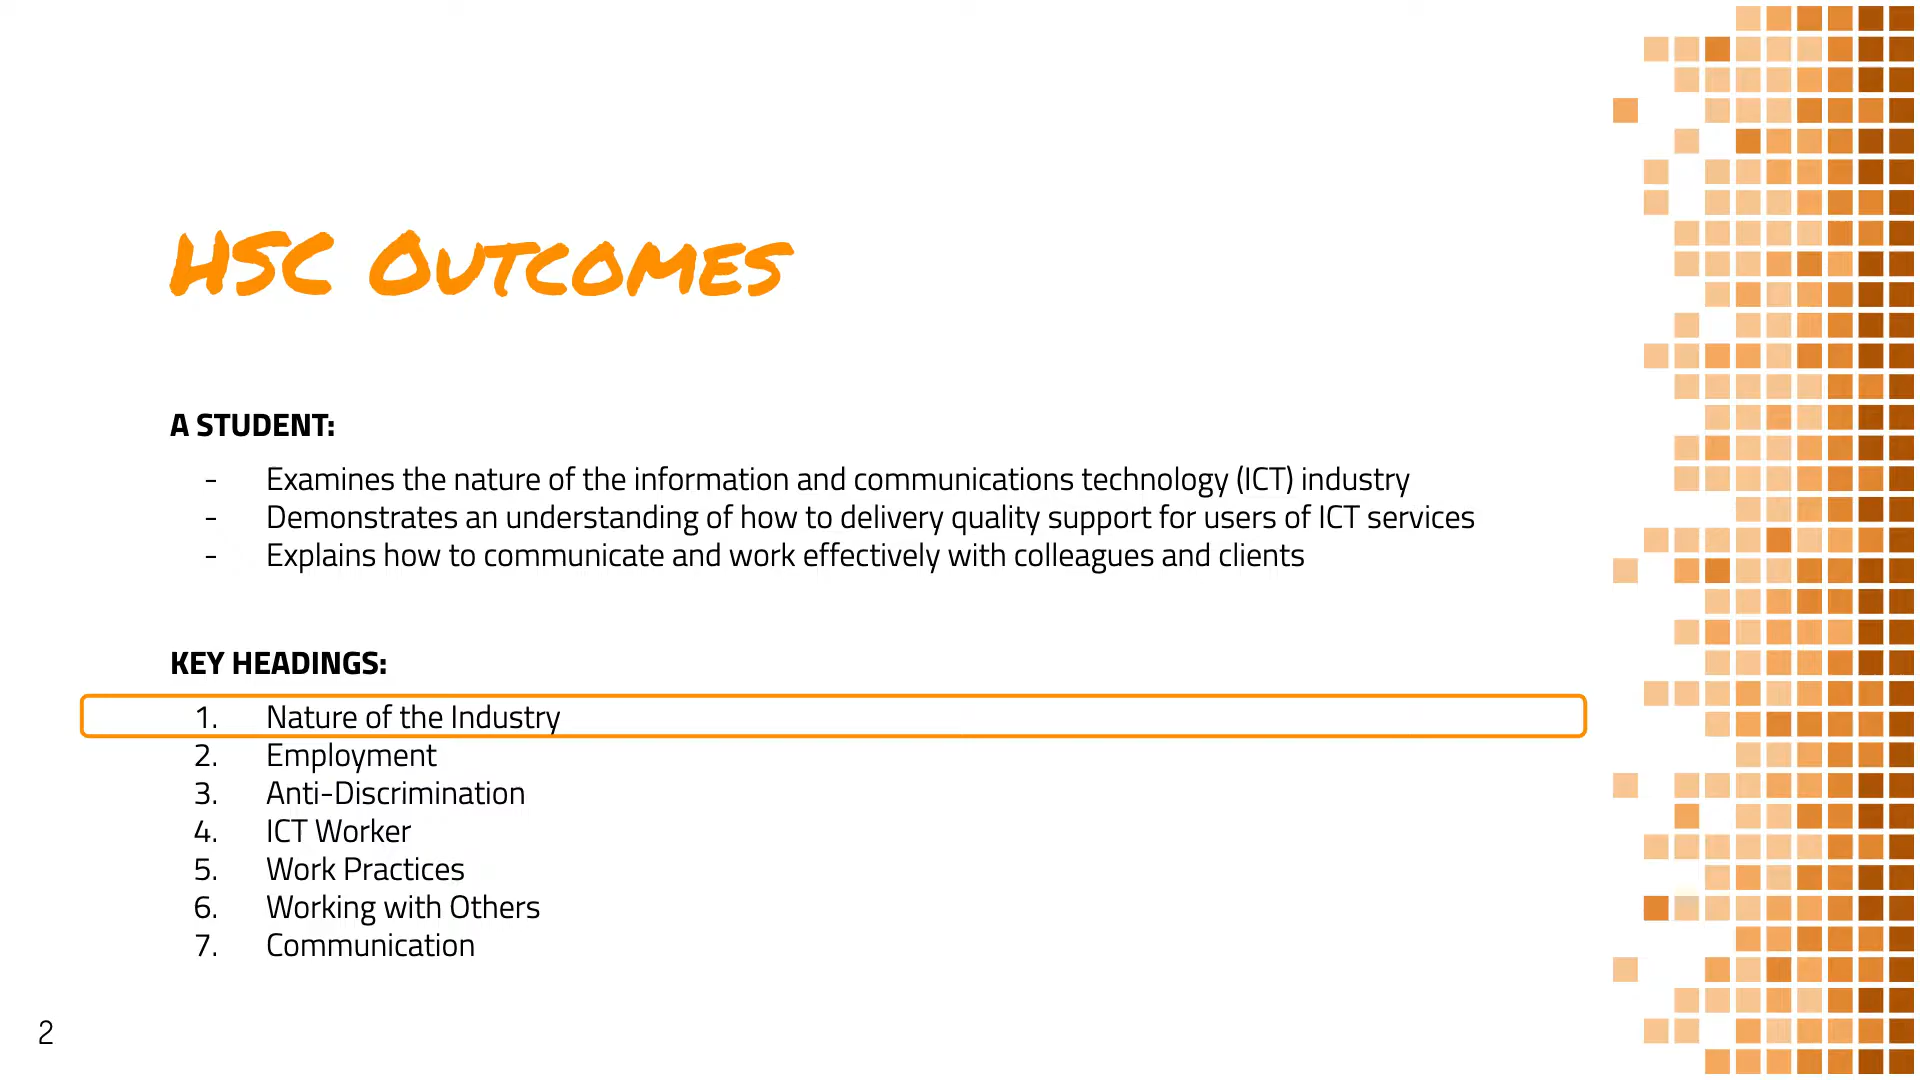 HSC OUTCOMES
A STUDENT:
- Examines the nature of the information and communications technology (ICT) industry
- Demonstrates an understanding of how to delivery quality support for users of ICT services
- Explains how to communicate and work effectively with colleagues and clients
KEY HEADINGS:
1. Nature of the Industry
2. Employment
3. Anti-Discrimination
4. ICT Worker
5. Work Practices
6. Working with Others
7. Communication
2